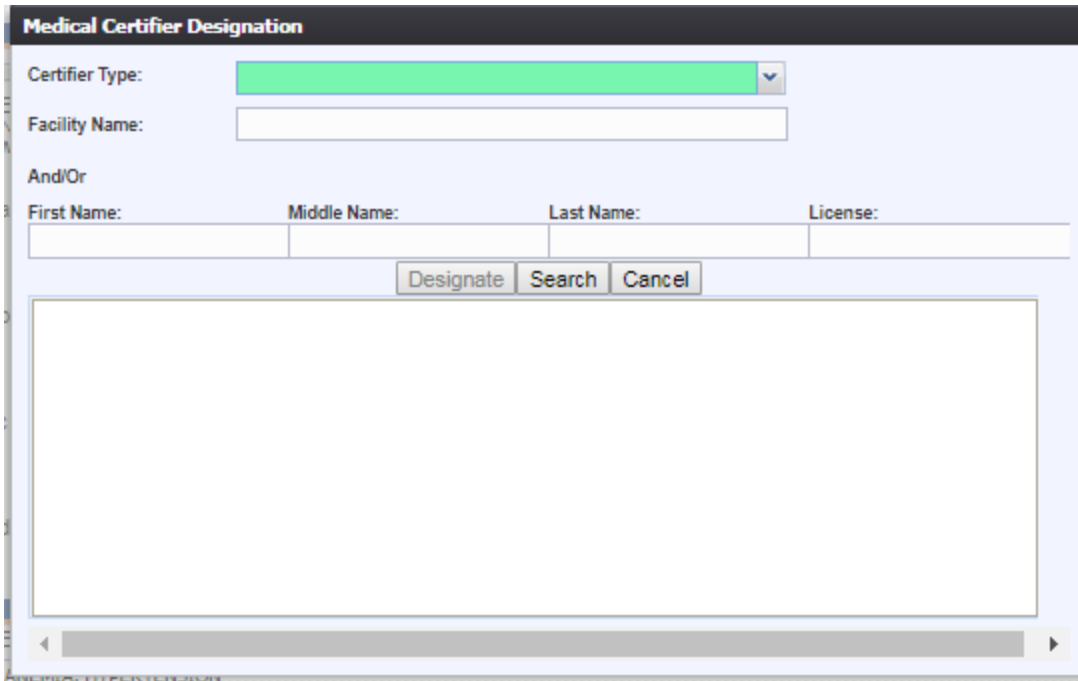 Medical Certifier Designation
Certifier Type:
Facility Name:
And/Or
First Name: Middle Name: Last Name: License:
Designate Search Cancel